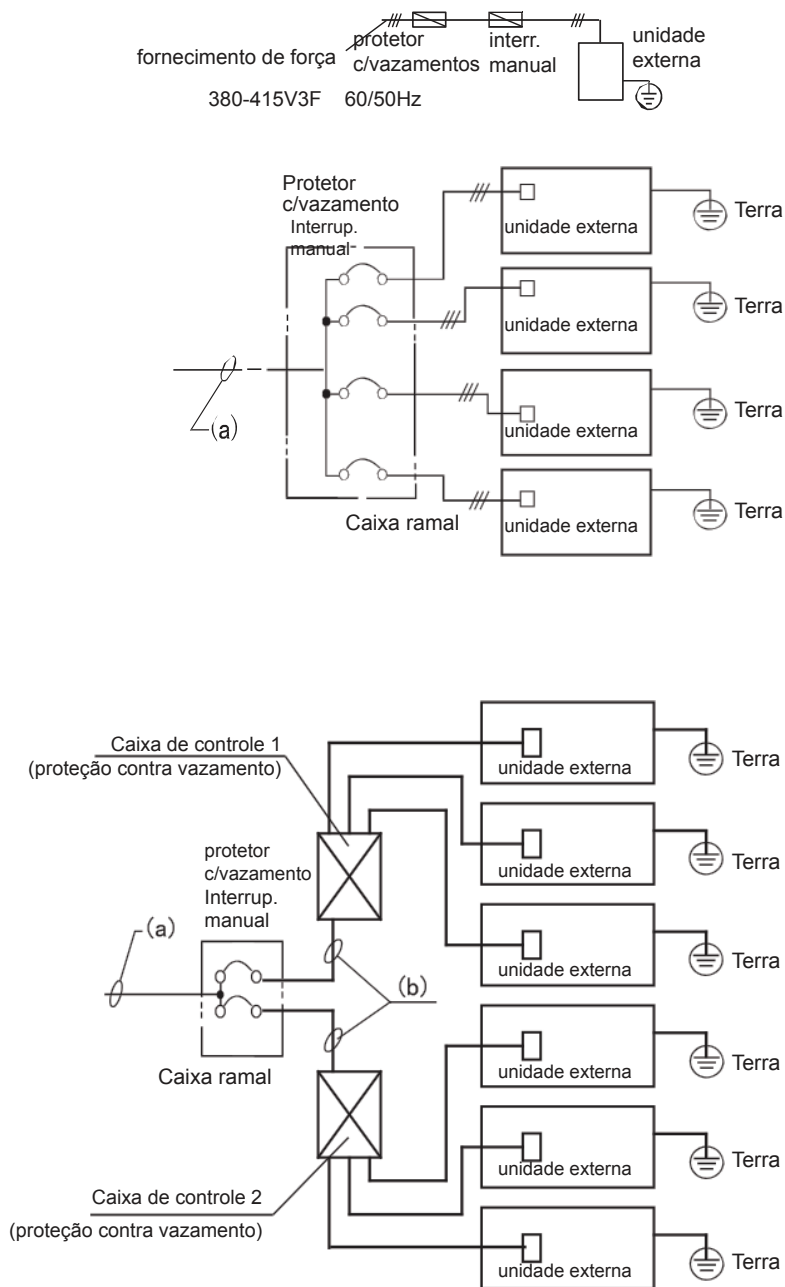 fornecimento de força
protetor
c/vazamentos
interr.
manual
unidade
externa
380-415V3F 60/50Hz
Protetor
c/vazamento
Interrup.
manual
unidade externa
Terra
unidade externa
Terra
(a)
unidade externa
Terra
Caixa ramal
unidade externa
Terra
Caixa de controle 1
(proteção contra vazamento)
unidade externa
Terra
protetor
c/vazamento
Interrup.
manual
unidade externa
Terra
(a)
unidade externa
Terra
(b)
Caixa ramal
unidade externa
Terra
Caixa de controle 2
(proteção contra vazamento)
unidade externa
Terra
unidade externa
Terra